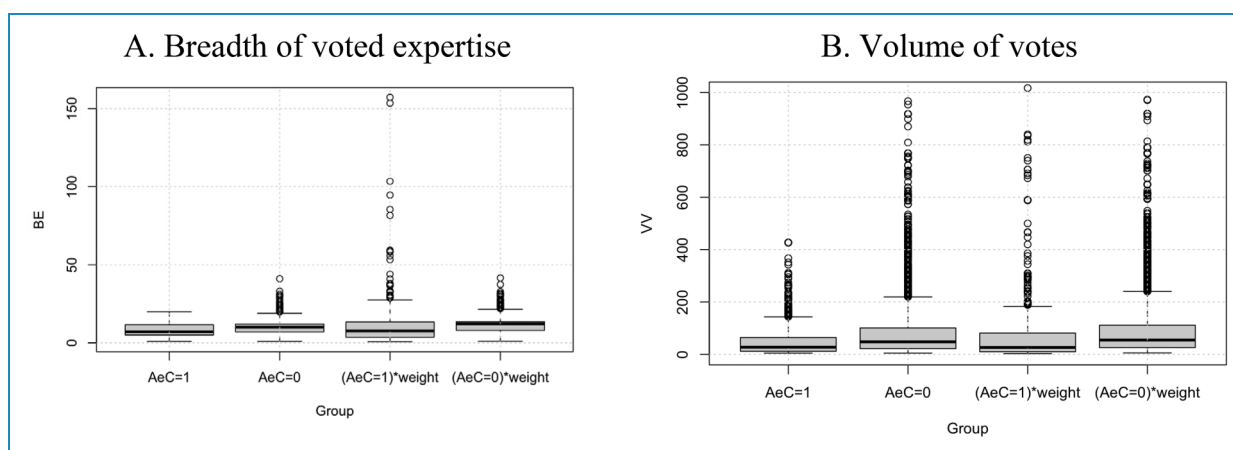 A. Breadth of voted expertise
150
100
50
0
BE
AeC=1 AeC=0 (AeC=1)*weight (AeC=0)*weight
Group
B. Volume of votes
1000
800
600
400
200
0
VV
AeC=1 AeC=0 (AeC=1)*weight (AeC=0)*weight
Group